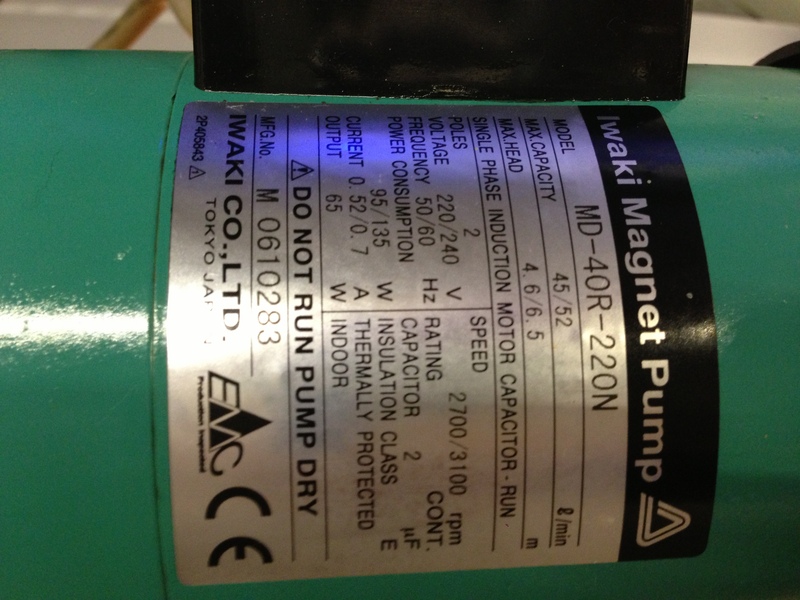 Iwaki Magnet Pump
MODEL MD-40R-220N
MAX.CAPACITY 45/52 ℓ/min
MAX.HEAD 4.6/6.5 m
SINGLE PHASE INDUCTION MOTOR CAPACITOR-RUN
POLES 2 SPEED 2700/3100 rpm
VOLTAGE 220/240 V RATING CONT.
FREQUENCY 50/60 Hz CAPACITOR 2 μF
POWER CONSUMPTION 95/135 W INSULATION CLASS E
CURRENT 0.52/0.7 A THERMALLY PROTECTED
OUTPUT 65 W INDOOR
⚠ DO NOT RUN PUMP DRY
MFG.No. M 0610283
IWAKI CO.,LTD.
TOKYO JAPAN
2P405843 ⚠
EMC
Production Inspected
CE